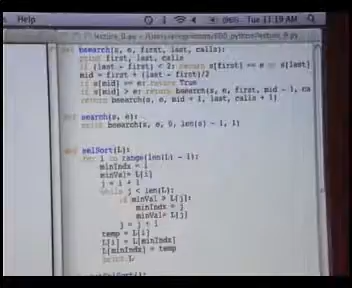 Help
96% Tue 11:19 AM
lecture_9.py
def bsearch(s, e, first, last, calls):
print first, last, calls
if (last - first) < 2: return s[first] == e or s[last]
mid = first + (last - first)/2
if s[mid] == e: return True
if s[mid] > e: return bsearch(s, e, first, mid - 1, ca
return bsearch(s, e, mid + 1, last, calls + 1)
def search(s, e):
print bsearch(s, e, 0, len(s) - 1, 1)
def selSort(L):
for i in range(len(L) - 1):
minIndx = i
minVal= L[i]
j = i + 1
while j < len(L):
if minVal > L[j]:
minIndx = j
minVal= L[j]
j = j + 1
temp = L[i]
L[i] = L[minIndx]
L[minIndx] = temp
print L